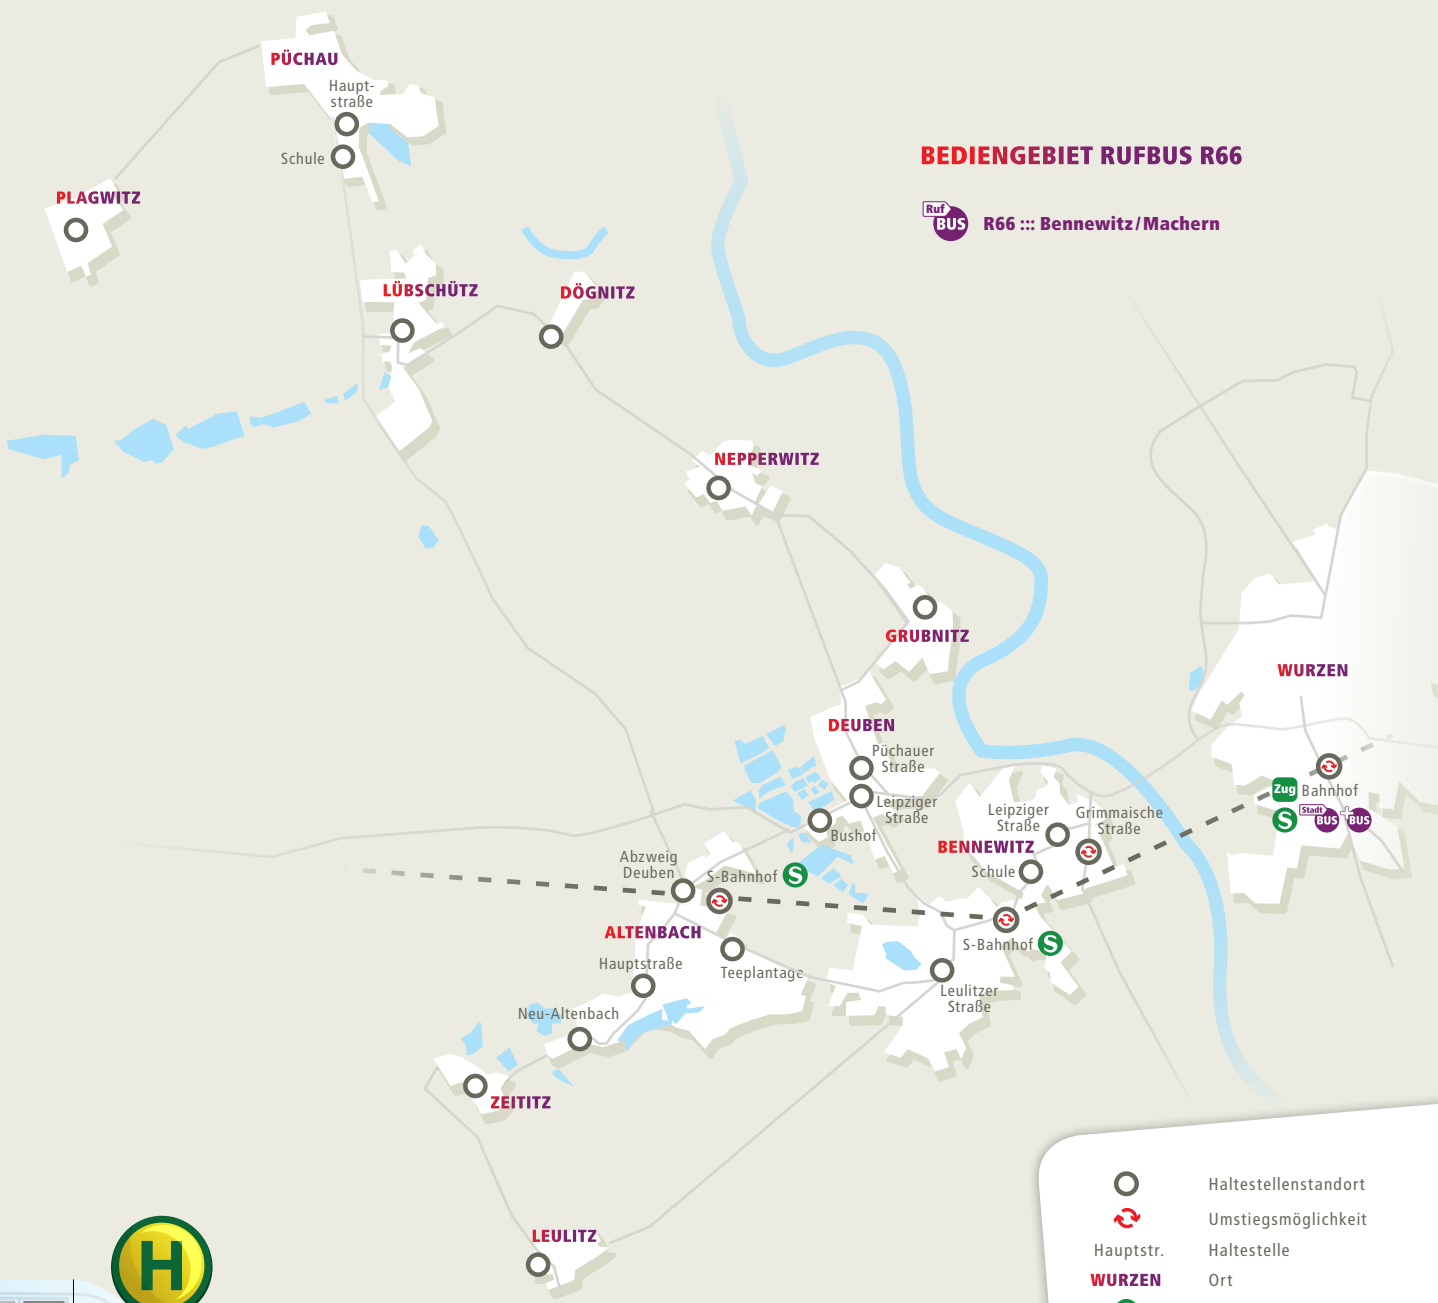 PÜCHAU
Haupt-
straße
Schule
BEDIENGEBIET RUFBUS R66
PLAGWITZ
Ruf
BUS
R66 ::: Bennewitz/Machern
LÜBSCHÜTZ
DÖGNITZ
NEPPERWITZ
GRUBNITZ
WURZEN
DEUBEN
Püchauer
Straße
Leipziger
Straße
Bushof
Zug
Bahnhof
S
Stadt
BUS
+BUS
Leipziger
Straße
Grimmaische
Straße
BENNEWITZ
Schule
Abzweig
Deuben
S-Bahnhof
S
ALTENBACH
S-Bahnhof
S
Hauptstraße
Teeplantage
Leulitzer
Straße
Neu-Altenbach
ZEITITZ
LEULITZ
H
Haltestellenstandort
Umstiegsmöglichkeit
Hauptstr.
Haltestelle
WURZEN
Ort